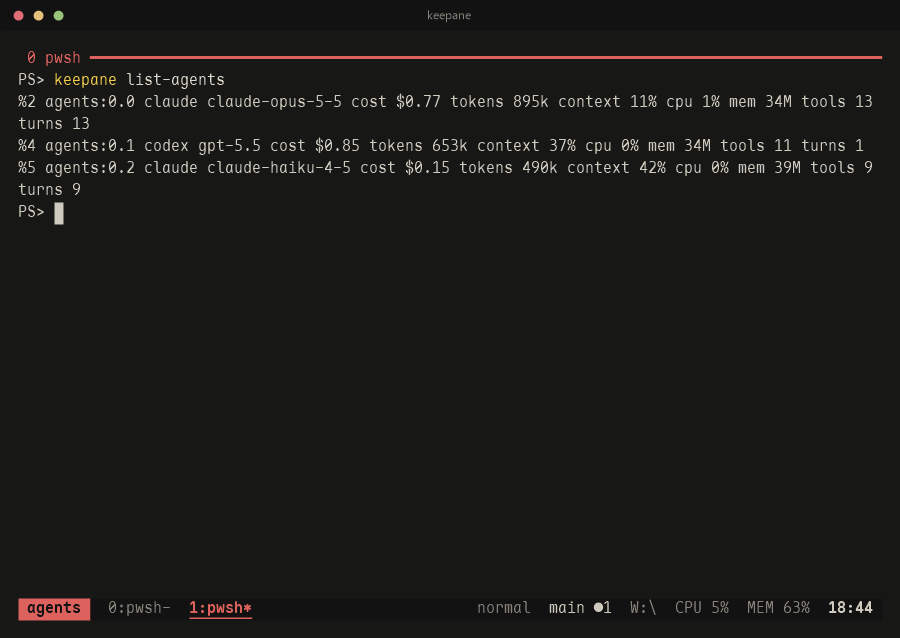 keepane
0 pwsh
PS> keepane list-agents
%2 agents:0.0 claude claude-opus-5-5 cost $0.77 tokens 895k context 11% cpu 1% mem 34M tools 13
turns 13
%4 agents:0.1 codex gpt-5.5 cost $0.85 tokens 653k context 37% cpu 0% mem 34M tools 11 turns 1
%5 agents:0.2 claude claude-haiku-4-5 cost $0.15 tokens 490k context 42% cpu 0% mem 39M tools 9
turns 9
PS>
agents 0:pwsh- 1:pwsh* normal main ●1 W:\ CPU 5% MEM 63% 18:44